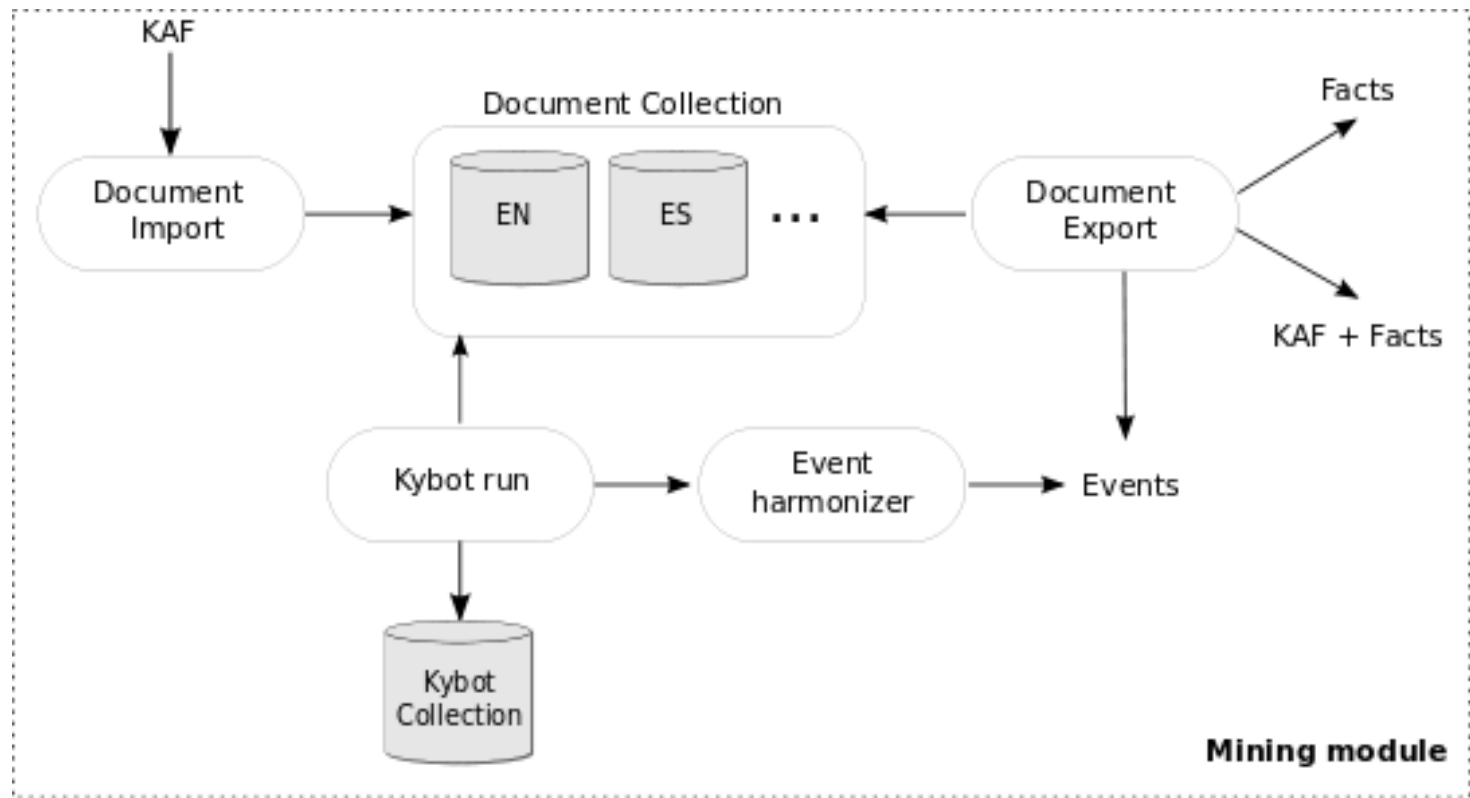 KAF
Document Collection
Facts
Document
Import
EN
ES
...
Document
Export
KAF + Facts
Kybot run
Event
harmonizer
Events
Kybot
Collection
Mining module